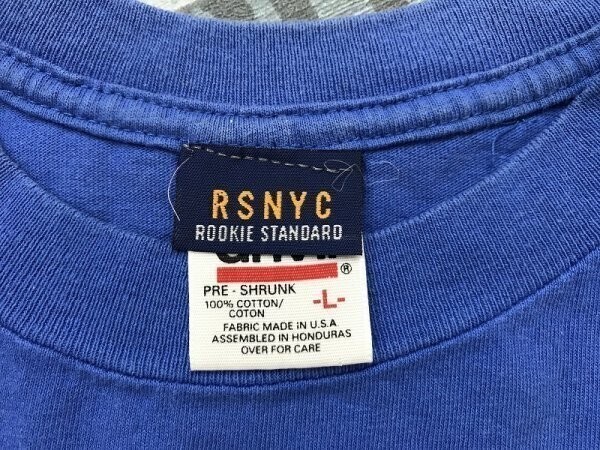 RSNYC
ROOKIE STANDARD
®
PRE - SHRUNK
100% COTTON/
COTON
-L-
FABRIC MADE IN U.S.A
ASSEMBLED IN HONDURAS
OVER FOR CARE